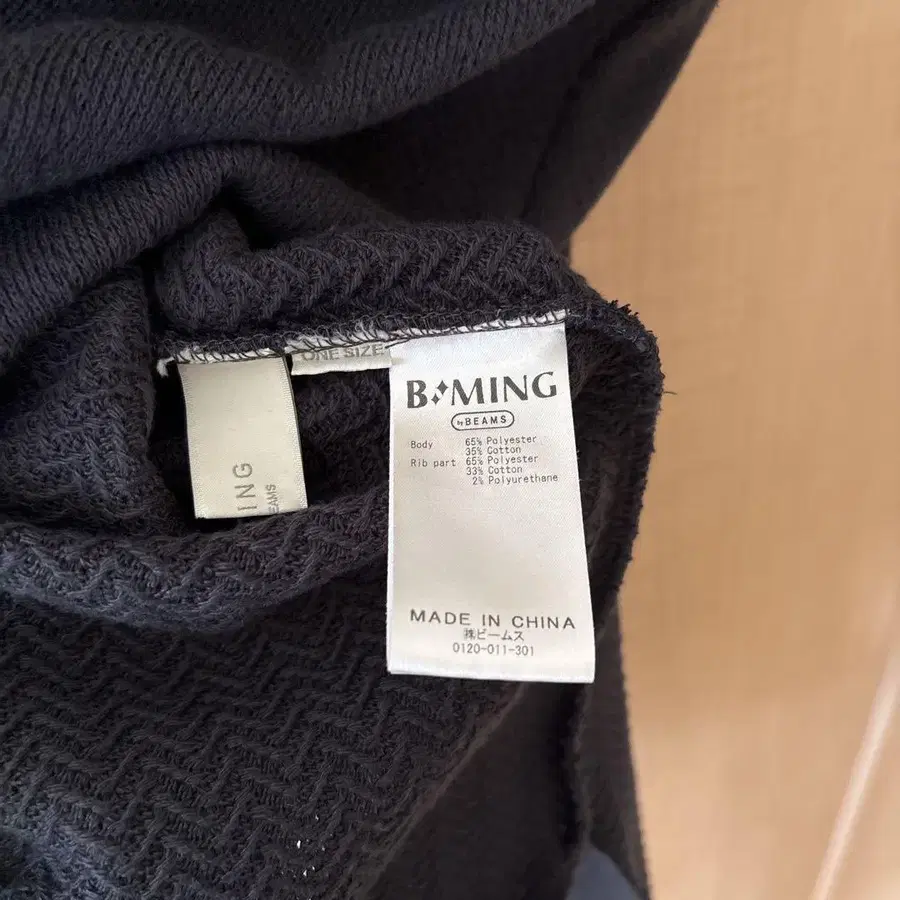 ONE SIZE
ING
EAMS
B MING
by BEAMS
Body 65% Polyester
35% Cotton
Rib part 65% Polyester
33% Cotton
2% Polyurethane
MADE IN CHINA
㈱ビームス
0120-011-301